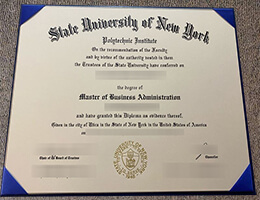 State University of New York
Polytechnic Institute
On the recommendation of the Faculty
and by virtue of the authority vested in them
the Trustees of the State University have conferred on
the degree of
Master of Business Administration
and have granted this Diploma as evidence thereof.
Given in the city of Utica in the State of New York in the United States of America
on
Chair of the Board of Trustees